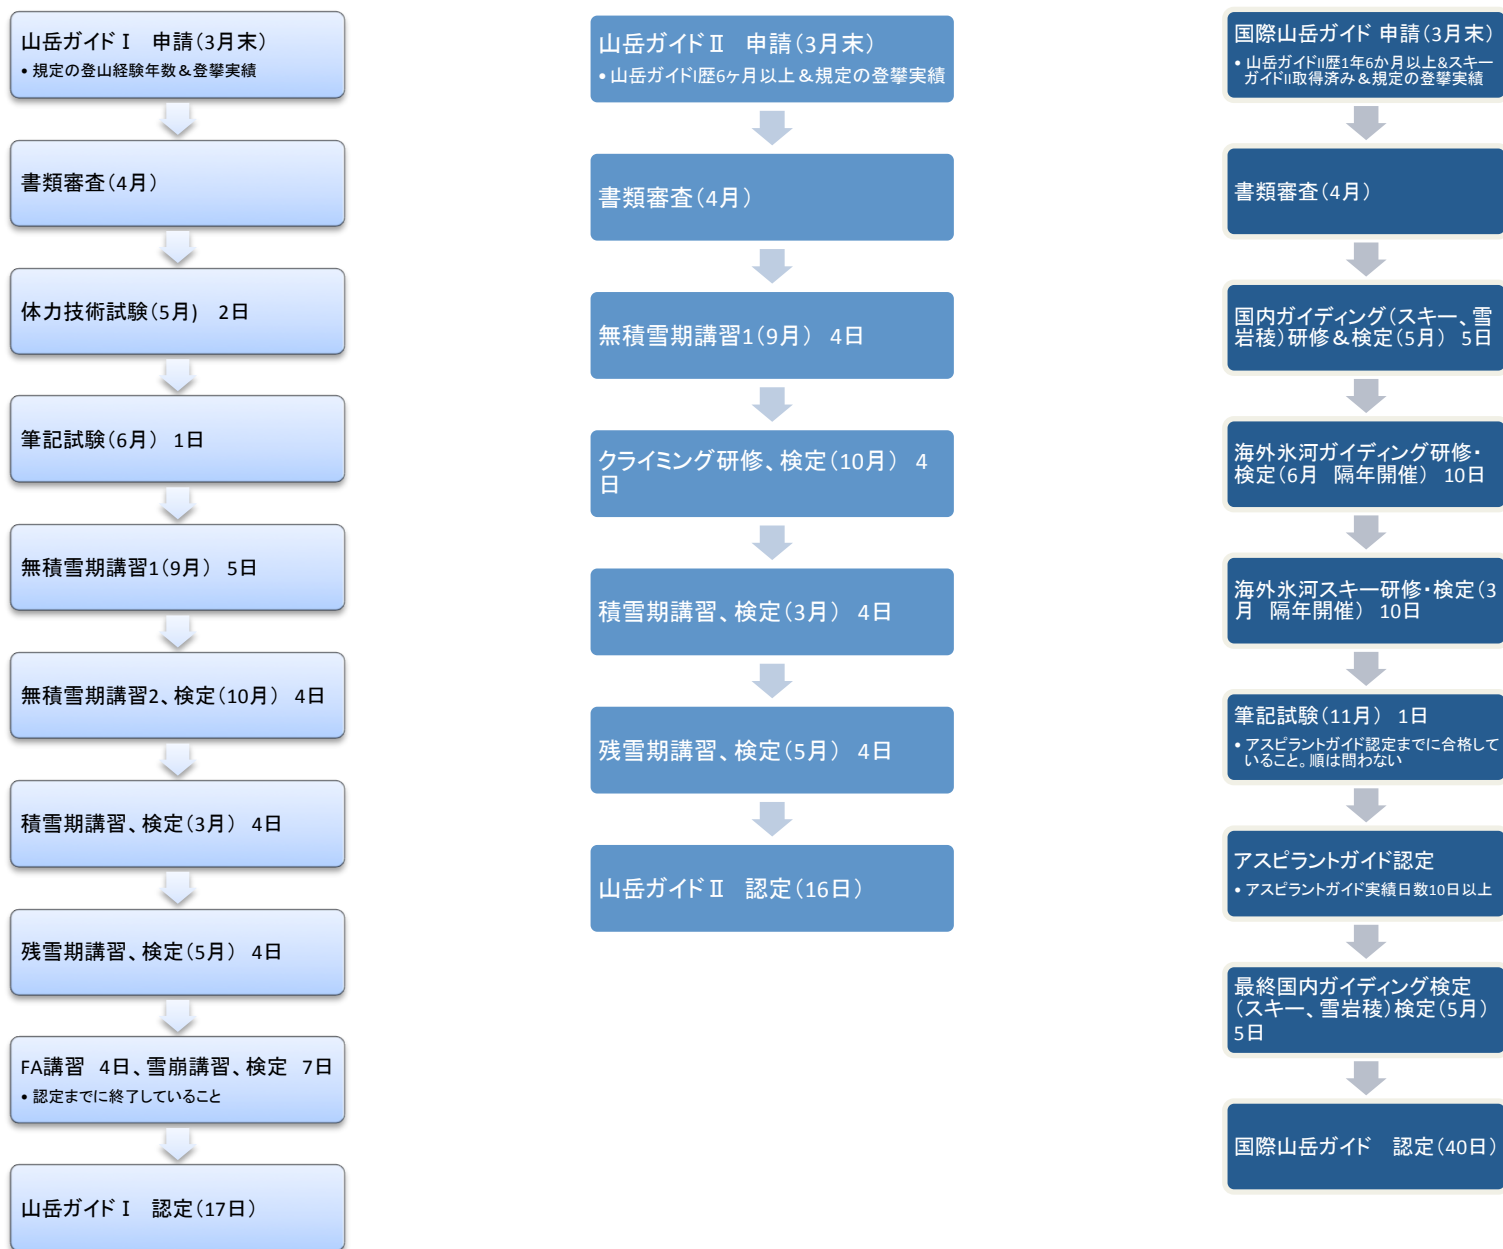 山岳ガイドⅠ　申請（3月末）
• 規定の登山経験年数＆登攀実績
書類審査（4月）
体力技術試験（5月)　2日
筆記試験（6月）　1日
無積雪期講習1（9月）　5日
無積雪期講習2、検定（10月）　4日
積雪期講習、検定（3月）　4日
残雪期講習、検定（5月）　4日
FA講習　4日、雪崩講習、検定　7日
• 認定までに終了していること
山岳ガイドⅠ　認定（17日）
山岳ガイドⅡ　申請（3月末）
• 山岳ガイドI歴6ヶ月以上＆規定の登攀実績
書類審査（4月）
無積雪期講習1（9月）　4日
クライミング研修、検定（10月）　4
日
積雪期講習、検定（3月）　4日
残雪期講習、検定（5月）　4日
山岳ガイドⅡ　認定（16日）
国際山岳ガイド 申請（3月末）
• 山岳ガイドII歴1年6か月以上&スキー
ガイドII取得済み＆規定の登攀実績
書類審査（4月）
国内ガイディング（スキー、雪
岩稜）研修＆検定（5月）　5日
海外氷河ガイディング研修・
検定（6月　隔年開催）　10日
海外氷河スキー研修・検定（3
月　隔年開催）　10日
筆記試験（11月）　1日
• アスピラントガイド認定までに合格して
いること。順は問わない
アスピラントガイド認定
• アスピラントガイド実績日数10日以上
最終国内ガイディング検定
（スキー、雪岩稜）検定（5月）
5日
国際山岳ガイド　認定（40日）